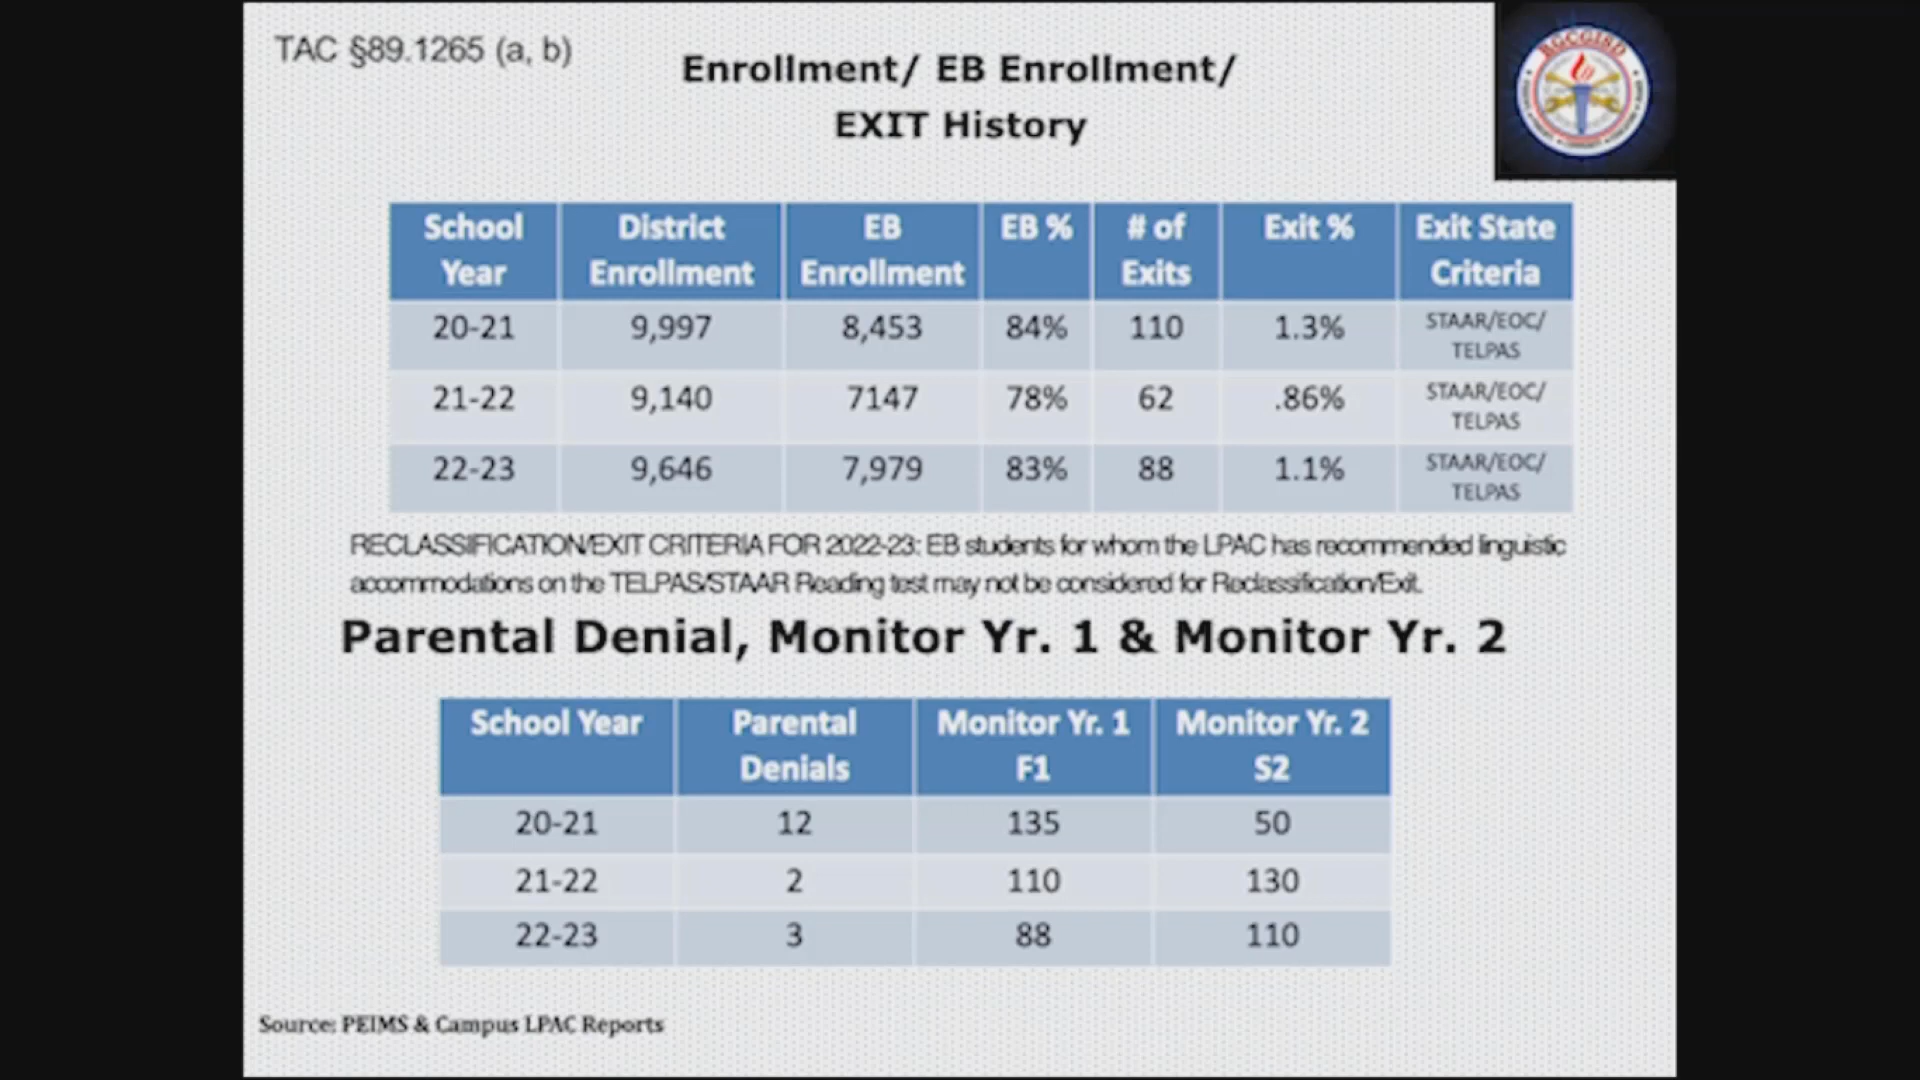 TAC §89.1265 (a, b)
Enrollment/ EB Enrollment/
EXIT History
RGCGISD
School Year | District Enrollment | EB Enrollment | EB % | # of Exits | Exit % | Exit State Criteria
20-21 | 9,997 | 8,453 | 84% | 110 | 1.3% | STAAR/EOC/ TELPAS
21-22 | 9,140 | 7147 | 78% | 62 | .86% | STAAR/EOC/ TELPAS
22-23 | 9,646 | 7,979 | 83% | 88 | 1.1% | STAAR/EOC/ TELPAS
RECLASSIFICATION/EXIT CRITERIA FOR 2022-23: EB students for whom the LPAC has recommended linguistic
accommodations on the TELPAS/STAAR Reading test may not be considered for Reclassification/Exit.
Parental Denial, Monitor Yr. 1 & Monitor Yr. 2
School Year | Parental Denials | Monitor Yr. 1 F1 | Monitor Yr. 2 S2
20-21 | 12 | 135 | 50
21-22 | 2 | 110 | 130
22-23 | 3 | 88 | 110
Source: PEIMS & Campus LPAC Reports